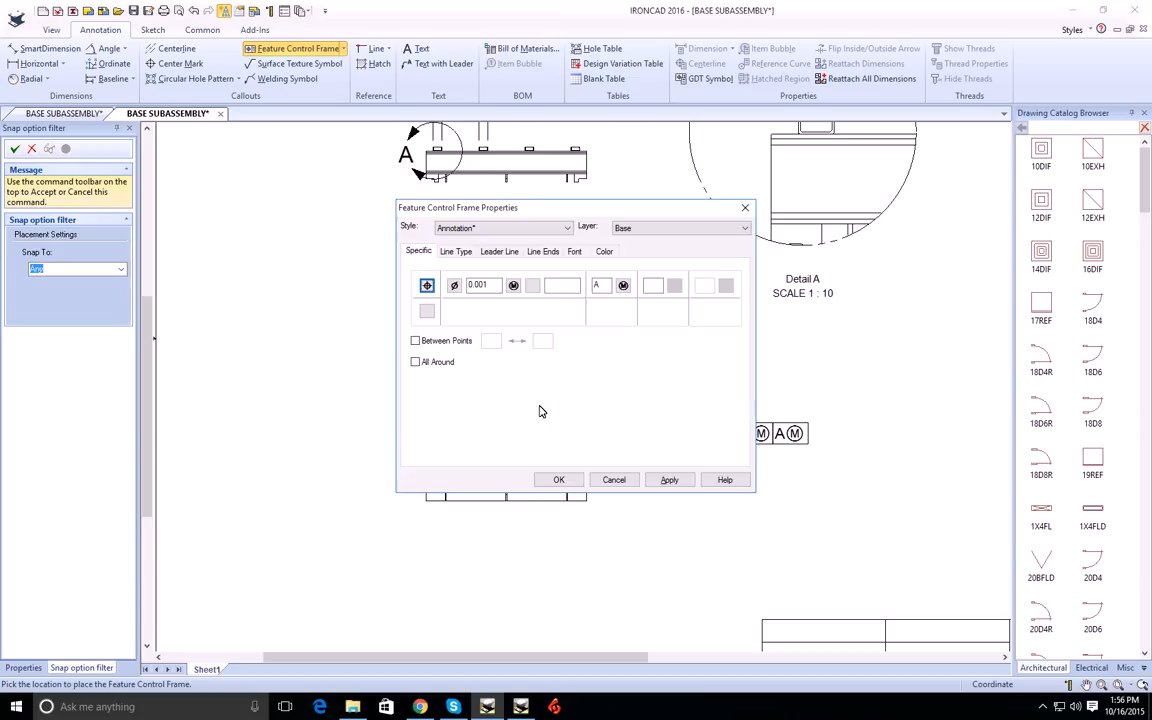 IRONCAD 2016 - [BASE SUBASSEMBLY*]
View Annotation Sketch Common Add-Ins Styles
SmartDimension Angle Centerline Feature Control Frame Line Text Bill of Materials... Hole Table Dimension Item Bubble Flip Inside/Outside Arrow Show Threads
Horizontal Ordinate Center Mark Surface Texture Symbol Hatch Text with Leader Item Bubble Design Variation Table Centerline Reference Curve Reattach Dimensions Thread Properties
Radial Baseline Circular Hole Pattern Welding Symbol Blank Table GDT Symbol Hatched Region Reattach All Dimensions Hide Threads
Dimensions Callouts Reference Text BOM Tables Properties Threads
BASE SUBASSEMBLY* BASE SUBASSEMBLY*
Snap option filter
Message
Use the command toolbar on the
top to Accept or Cancel this
command.
Snap option filter
Placement Settings
Snap To:
Any
Properties Snap option filter
A
Detail A
SCALE 1 : 10
M A M
Feature Control Frame Properties
Style: Annotation* Layer: Base
Specific Line Type Leader Line Line Ends Font Color
0.001 M A M
Between Points
All Around
OK Cancel Apply Help
Sheet1
Drawing Catalog Browser
10DIF 10EXH
12DIF 12EXH
14DIF 16DIF
17REF 18D4
18D4R 18D6
18D6R 18D8
18D8R 19REF
1X4FL 1X4FLD
20BFLD 20D4
20D4R 20D6
Architectural Electrical Misc
Pick the location to place the Feature Control Frame. Coordinate
Ask me anything
1:56 PM
10/16/2015